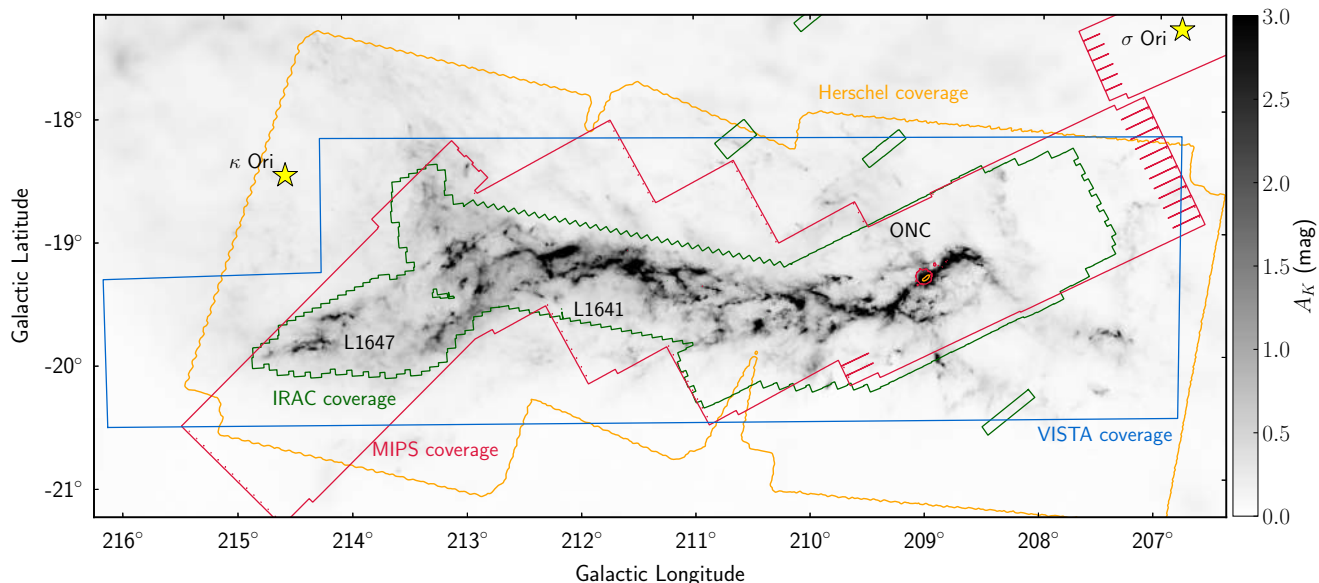 σ Ori
3.0
Herschel coverage
2.5
-18°
κ Ori
2.0
-19°
ONC
1.5
Galactic Latitude
A_K (mag)
L1641
L1647
-20°
1.0
IRAC coverage
VISTA coverage
MIPS coverage
0.5
-21°
0.0
216° 215° 214° 213° 212° 211° 210° 209° 208° 207°
Galactic Longitude